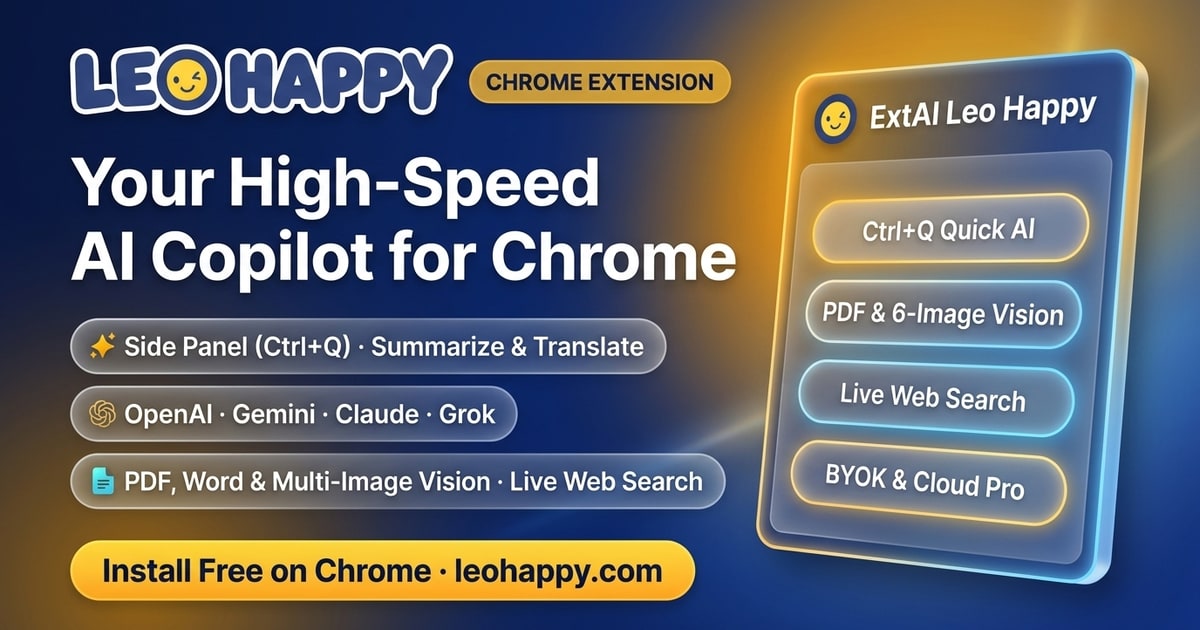 LEO HAPPY
CHROME EXTENSION
Your High-Speed
AI Copilot for Chrome
Side Panel (Ctrl+Q) · Summarize & Translate
OpenAI · Gemini · Claude · Grok
PDF, Word & Multi-Image Vision · Live Web Search
Install Free on Chrome · leohappy.com
ExtAI Leo Happy
Ctrl+Q Quick AI
PDF & 6-Image Vision
Live Web Search
BYOK & Cloud Pro